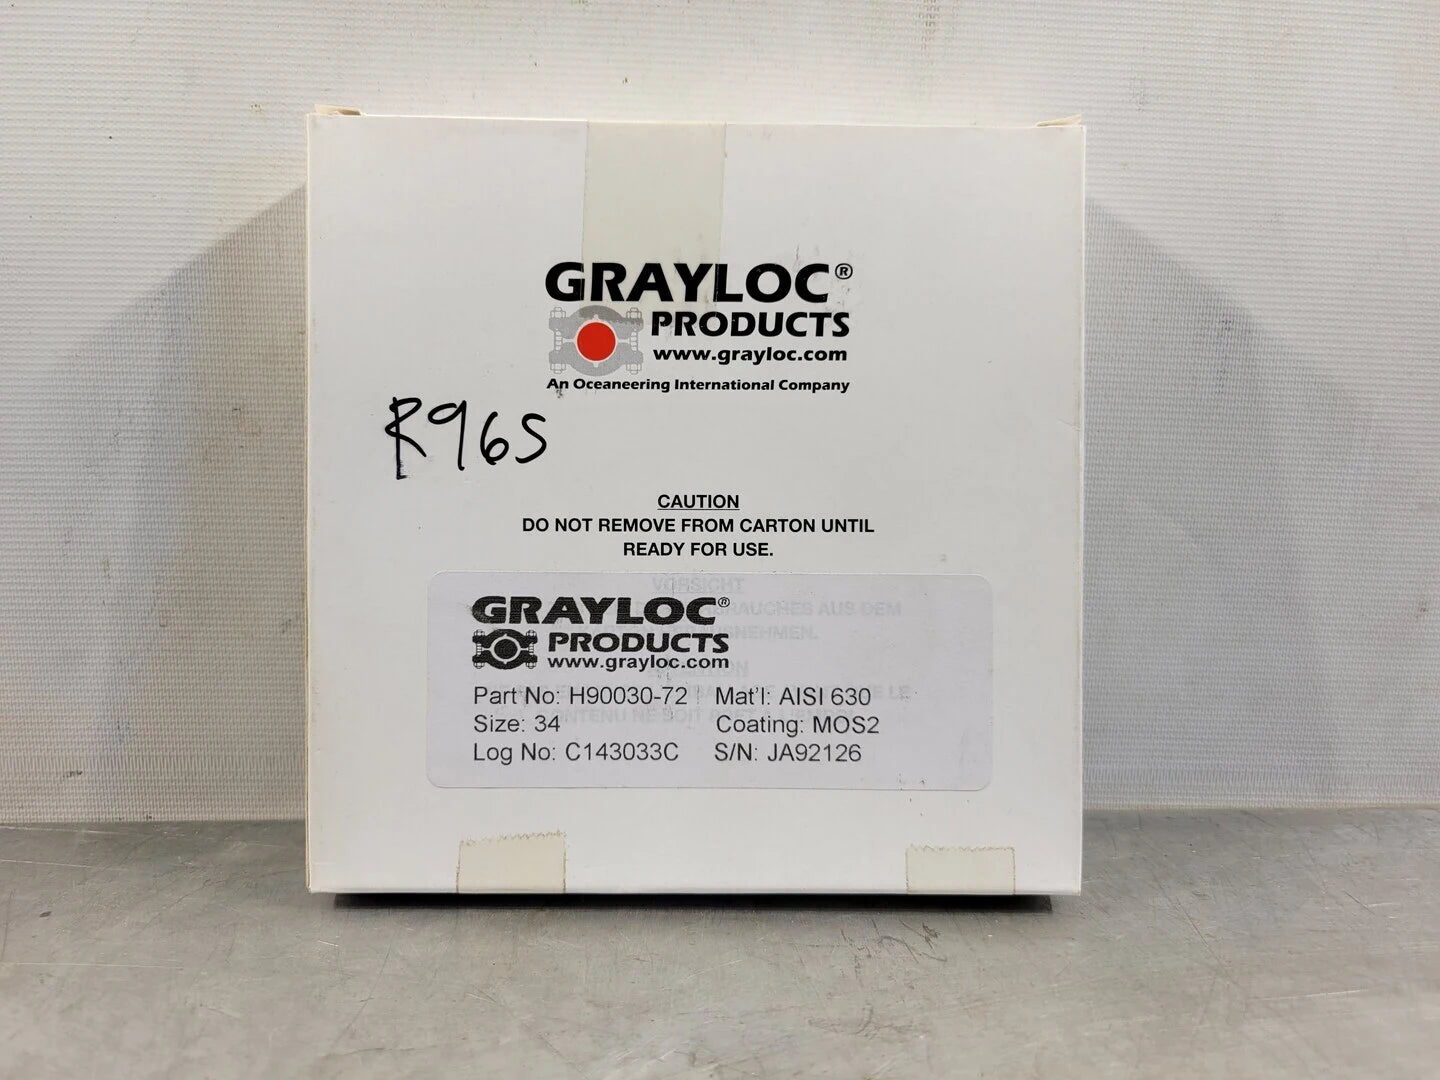 GRAYLOC®
PRODUCTS
www.grayloc.com
An Oceaneering International Company
R96S
CAUTION
DO NOT REMOVE FROM CARTON UNTIL
READY FOR USE.
VORSICHT
AUS DEM
GRAYLOC®
PRODUCTS
www.grayloc.com
Part No: H90030-72 Mat'l: AISI 630
Size: 34 Coating: MOS2
Log No: C143033C S/N: JA92126